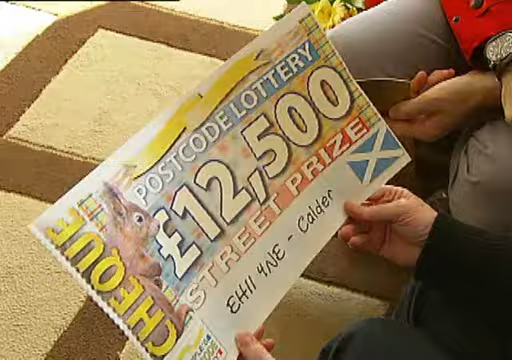 POSTCODE LOTTERY
£12,500
STREET PRIZE
EH11 4NE - Calder
CHEQUE